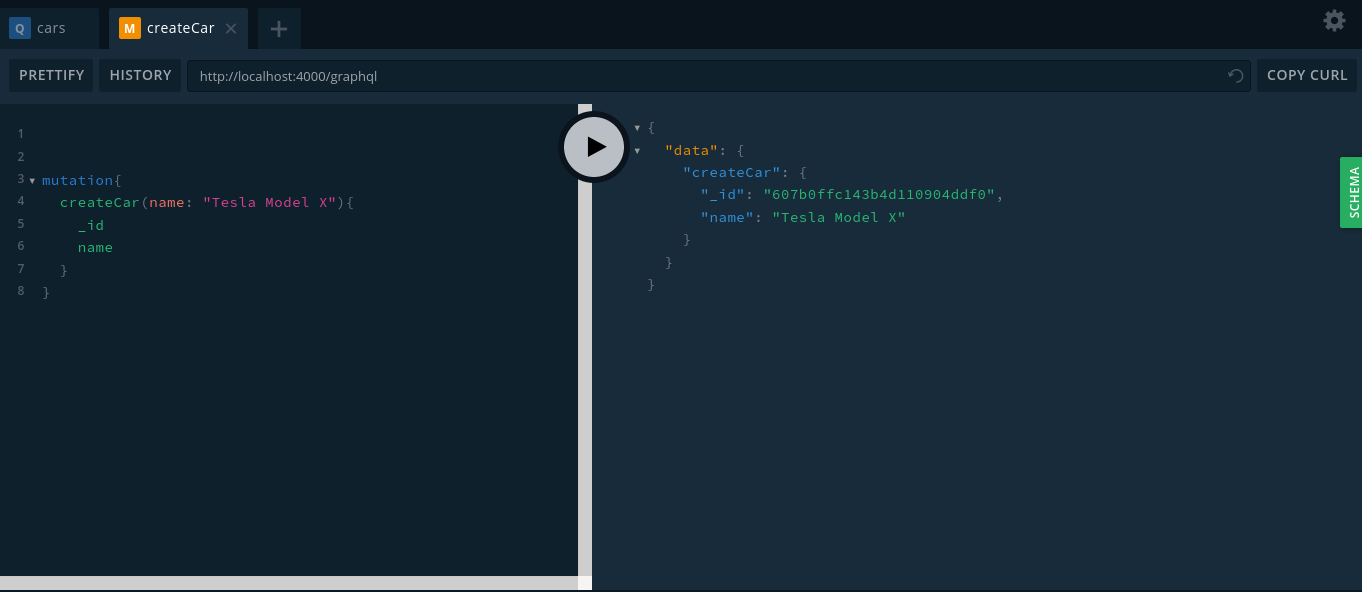 Q cars
M createCar
PRETTIFY
HISTORY
http://localhost:4000/graphql
COPY CURL
1
2
3 mutation{
4 createCar(name: "Tesla Model X"){
5 _id
6 name
7 }
8 }
{
"data": {
"createCar": {
"_id": "607b0ffc143b4d110904ddf0",
"name": "Tesla Model X"
}
}
}
SCHEMA